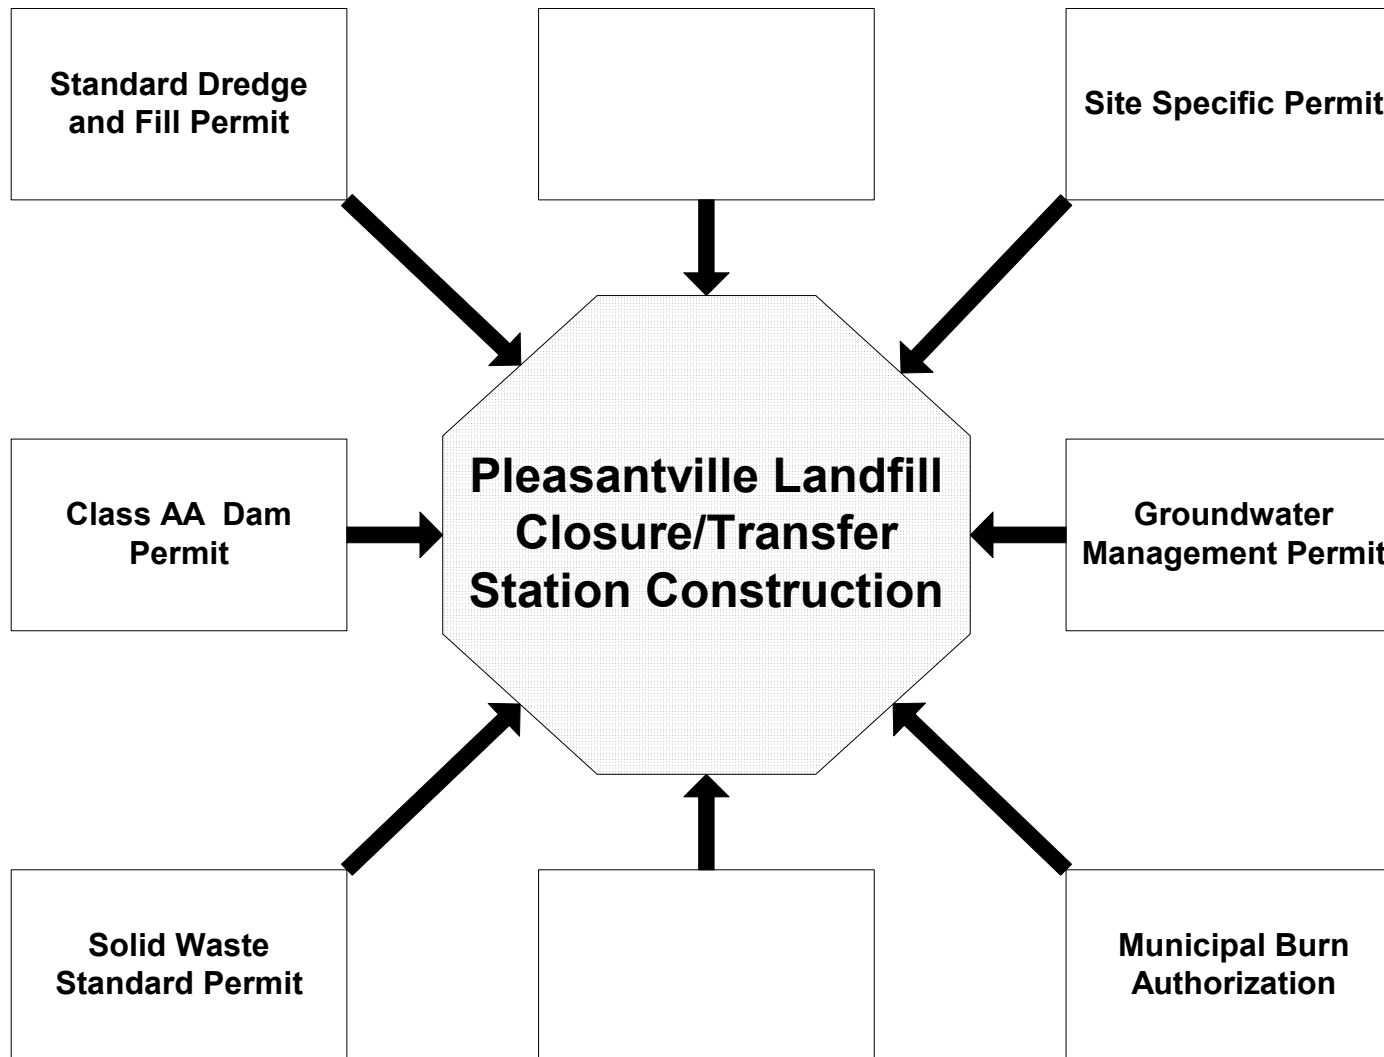 Standard Dredge
and Fill Permit
Site Specific Permit
Pleasantville Landfill
Closure/Transfer
Station Construction
Class AA  Dam
Permit
Groundwater
Management Permit
Solid Waste
Standard Permit
Municipal Burn
Authorization